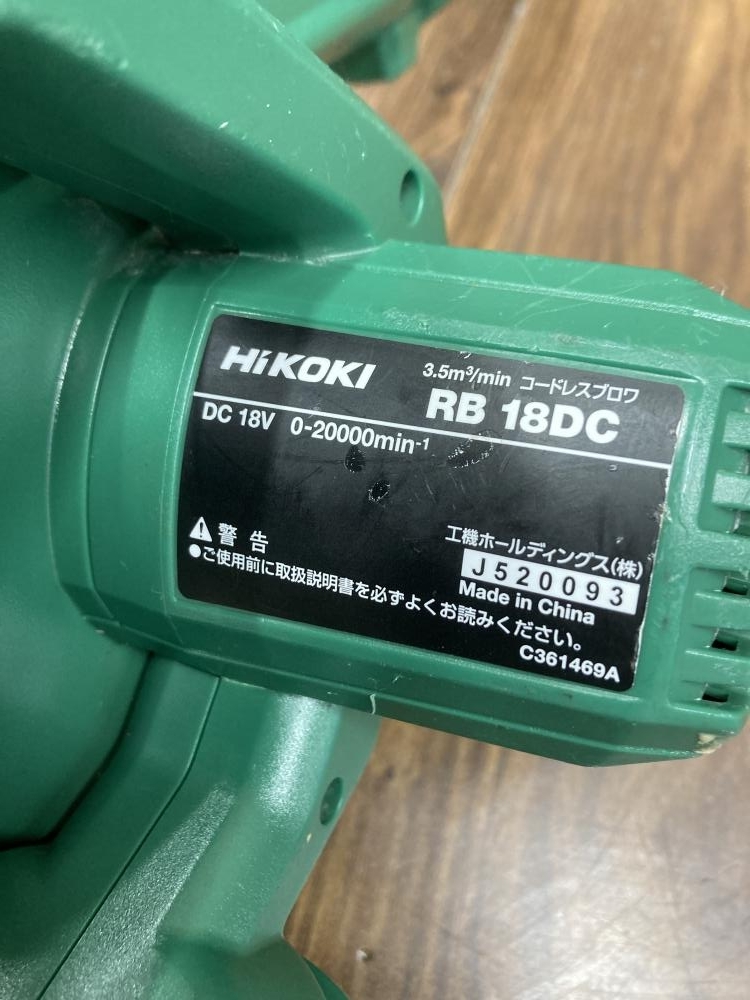 HiKOKI
3.5m³/min コードレスブロワ
RB 18DC
DC 18V 0-20000min⁻¹
⚠警告
●ご使用前に取扱説明書を必ずよくお読みください。
工機ホールディングス(株)
J520093
Made in China
C361469A